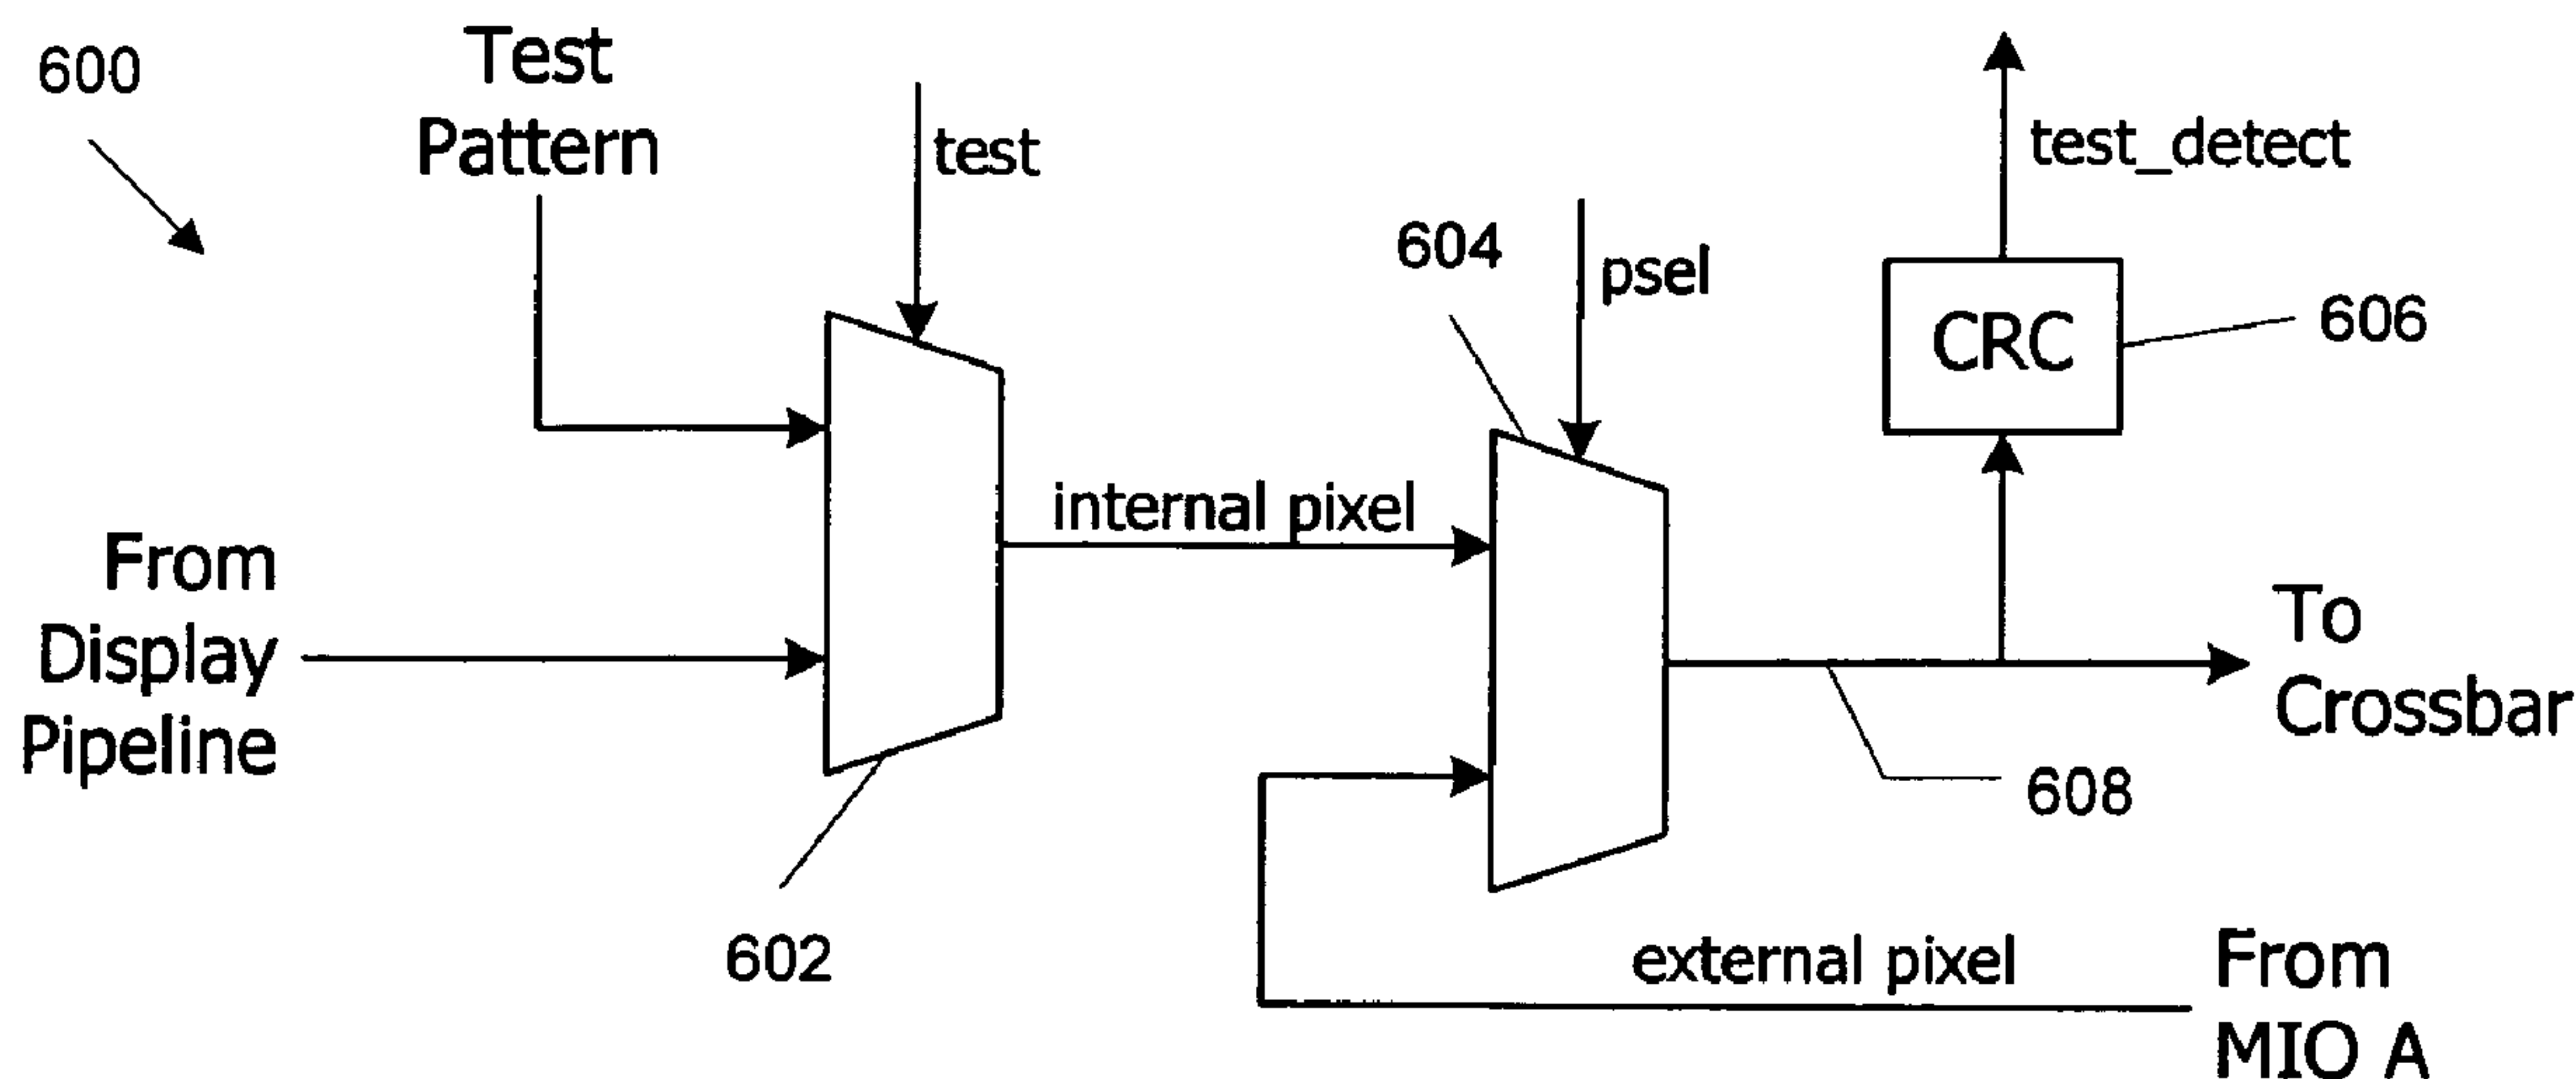 600
Test
Pattern
test
test_detect
604
psel
CRC
606
internal pixel
From
Display
Pipeline
To
Crossbar
608
602
external pixel
From
MIO A